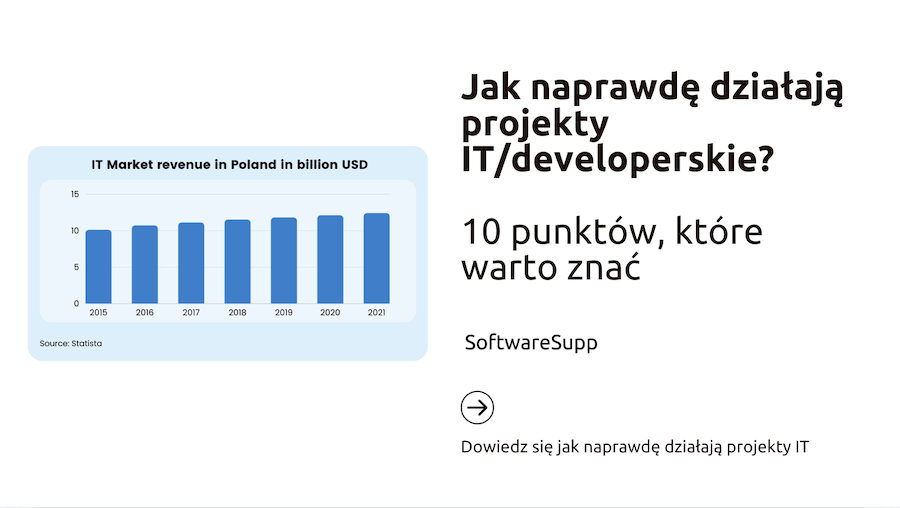 IT Market revenue in Poland in billion USD
15
10
5
0
2015 2016 2017 2018 2019 2020 2021
Source: Statista
Jak naprawdę działają
projekty
IT/developerskie?
10 punktów, które
warto znać
SoftwareSupp
Dowiedz się jak naprawdę działają projekty IT